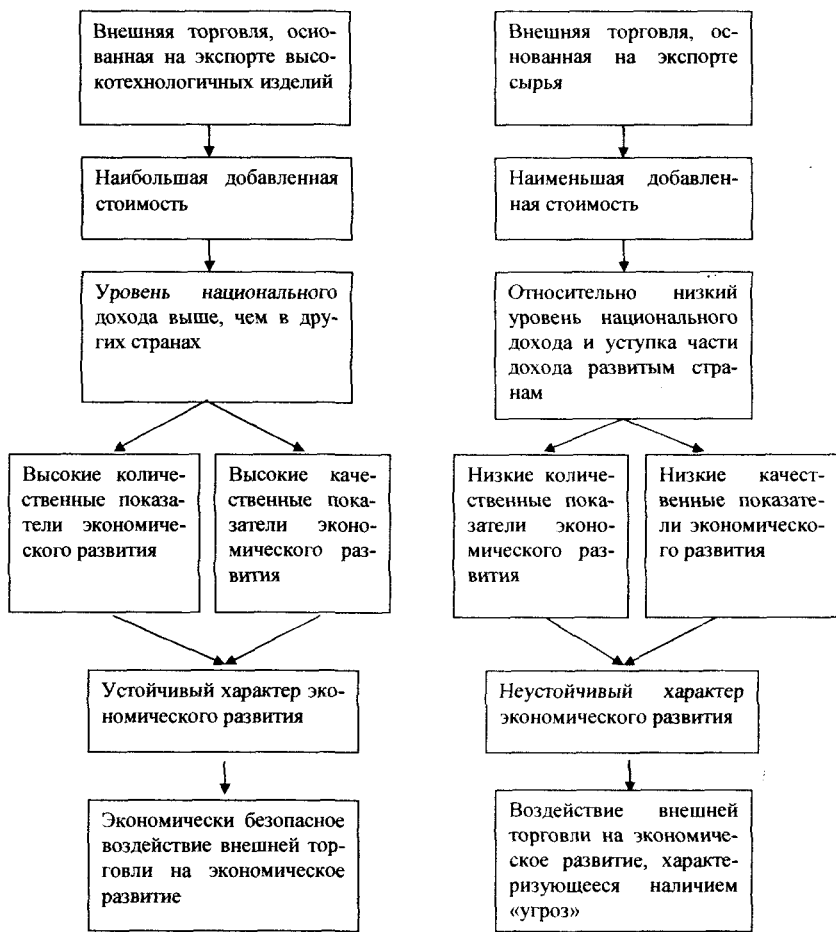 Внешняя торговля, осно-
ванная на экспорте высо-
котехнологичных изделий
Наибольшая добавленная
стоимость
Уровень национального
дохода выше, чем в дру-
гих странах
Высокие количе-
ственные показа-
тели экономиче-
ского развития
Высокие каче-
ственные пока-
затели эконо-
мического раз-
вития
Устойчивый характер эко-
номического развития
Экономически безопасное
воздействие внешней тор-
говли на экономическое
развитие
Внешняя торговля, ос-
нованная на экспорте
сырья
Наименьшая добавлен-
ная стоимость
Относительно низкий
уровень национального
дохода и уступка части
дохода развитым стра-
нам
Низкие количе-
ственные пока-
затели эконо-
мического раз-
вития
Низкие качест-
венные показате-
ли экономическо-
го развития
Неустойчивый характер
экономического развития
Воздействие внешней
торговли на экономиче-
ское развитие, характе-
ризующееся наличием
«угроз»